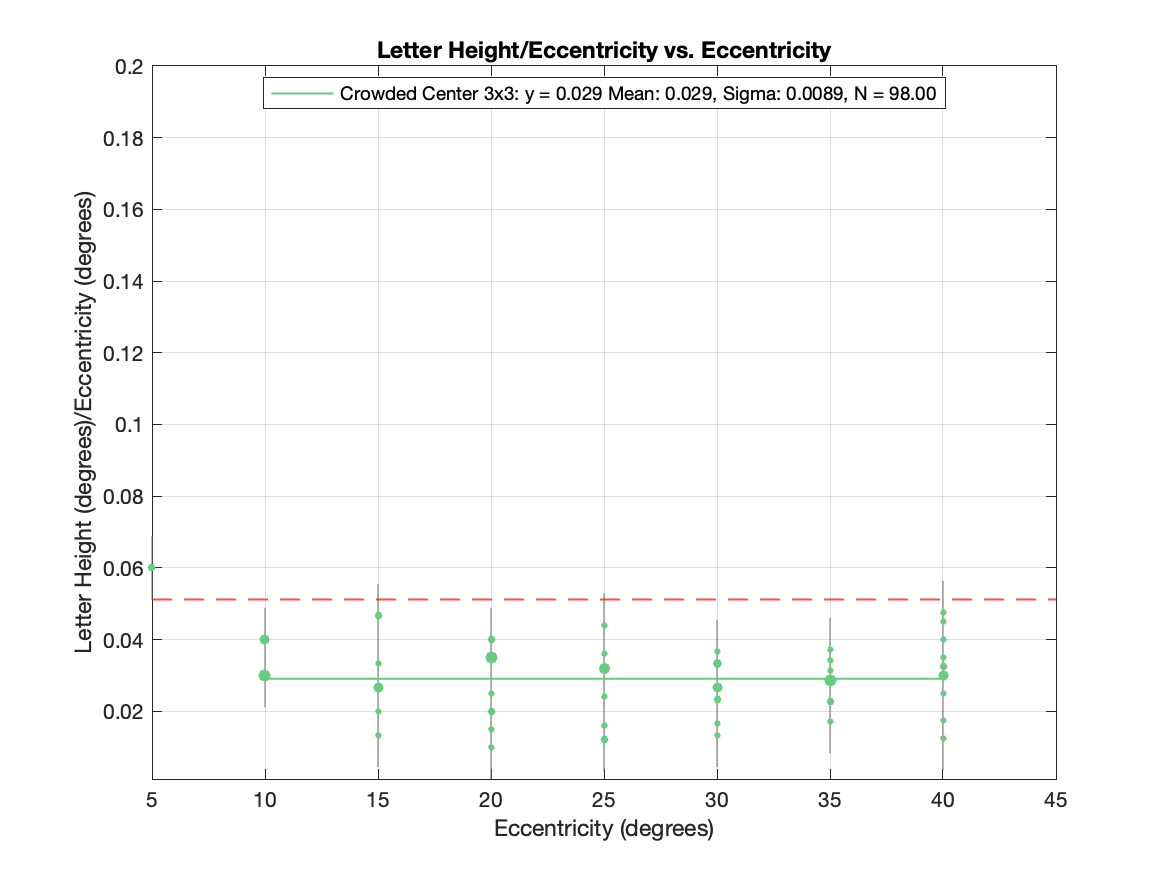 Letter Height/Eccentricity vs. Eccentricity
Crowded Center 3x3: y = 0.029 Mean: 0.029, Sigma: 0.0089, N = 98.00
Letter Height (degrees)/Eccentricity (degrees)
0.2
0.18
0.16
0.14
0.12
0.1
0.08
0.06
0.04
0.02
5 10 15 20 25 30 35 40 45
Eccentricity (degrees)